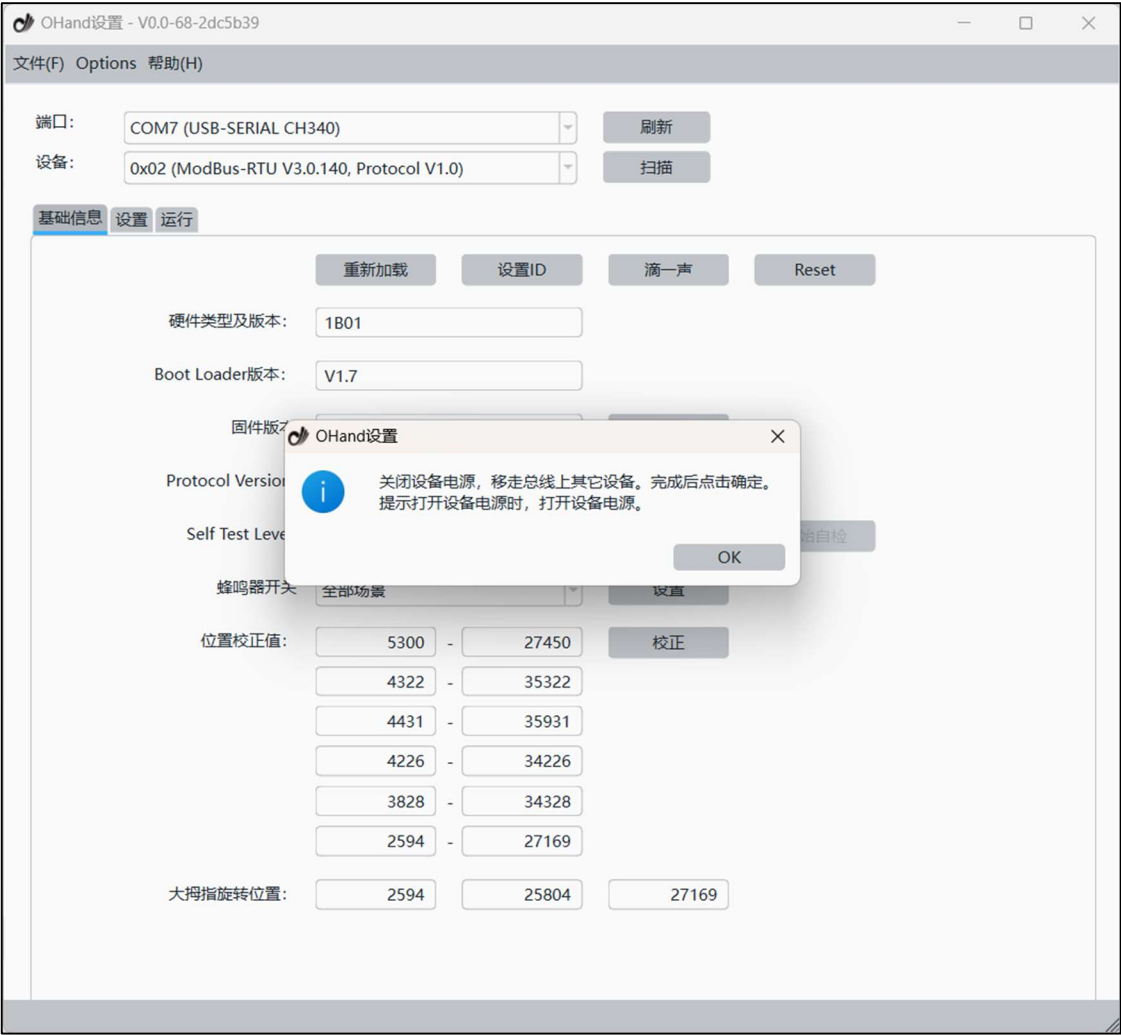 OHand设置 - V0.0-68-2dc5b39
文件(F) Options 帮助(H)
端口: COM7 (USB-SERIAL CH340) 刷新
设备: 0x02 (ModBus-RTU V3.0.140, Protocol V1.0) 扫描
基础信息 设置 运行
重新加载 设置ID 滴一声 Reset
硬件类型及版本: 1B01
Boot Loader版本: V1.7
固件版本
OHand设置
Protocol Version
关闭设备电源，移走总线上其它设备。完成后点击确定。
提示打开设备电源时，打开设备电源。
Self Test Leve 始自检
OK
蜂鸣器开关 全部场景 设置
位置校正值: 5300 - 27450 校正
4322 - 35322
4431 - 35931
4226 - 34226
3828 - 34328
2594 - 27169
大拇指旋转位置: 2594 25804 27169